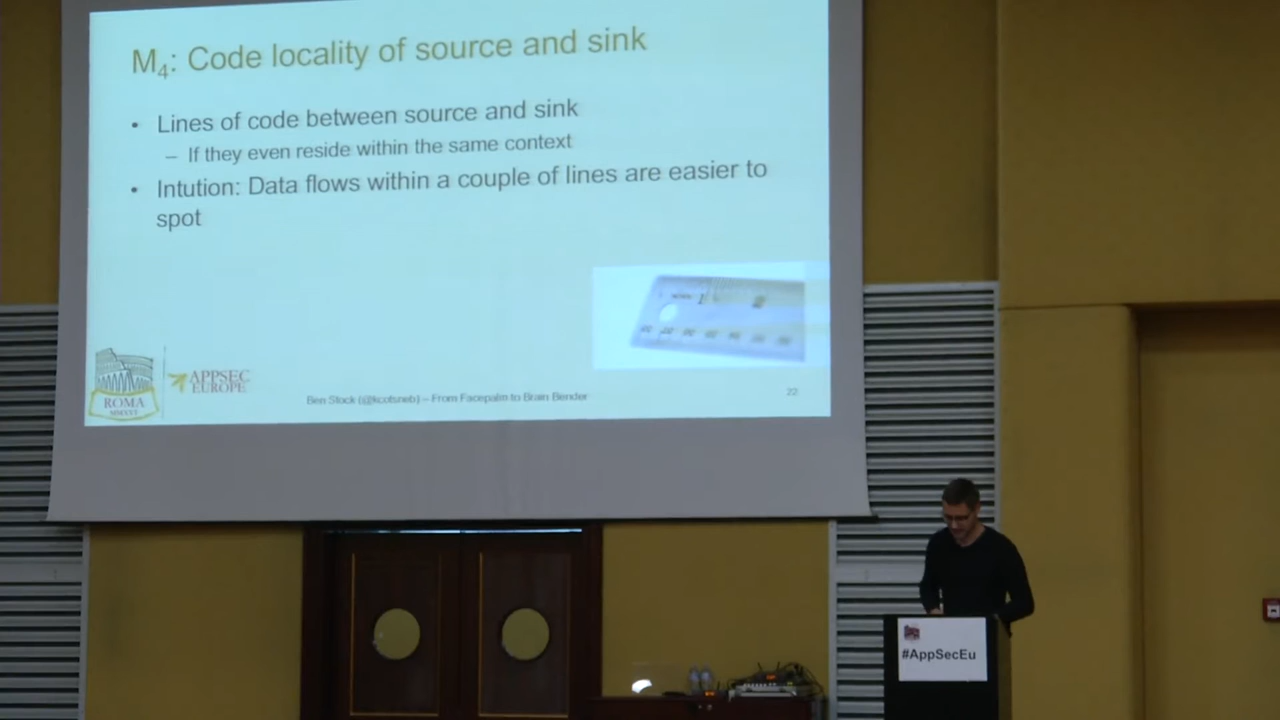 M4: Code locality of source and sink
• Lines of code between source and sink
– If they even reside within the same context
• Intution: Data flows within a couple of lines are easier to
spot
ROMA
MMXV
APPSEC
EUROPE
Ben Stock (@kcotsneb) – From Facepalm to Brain Bender
22
#AppSecEu